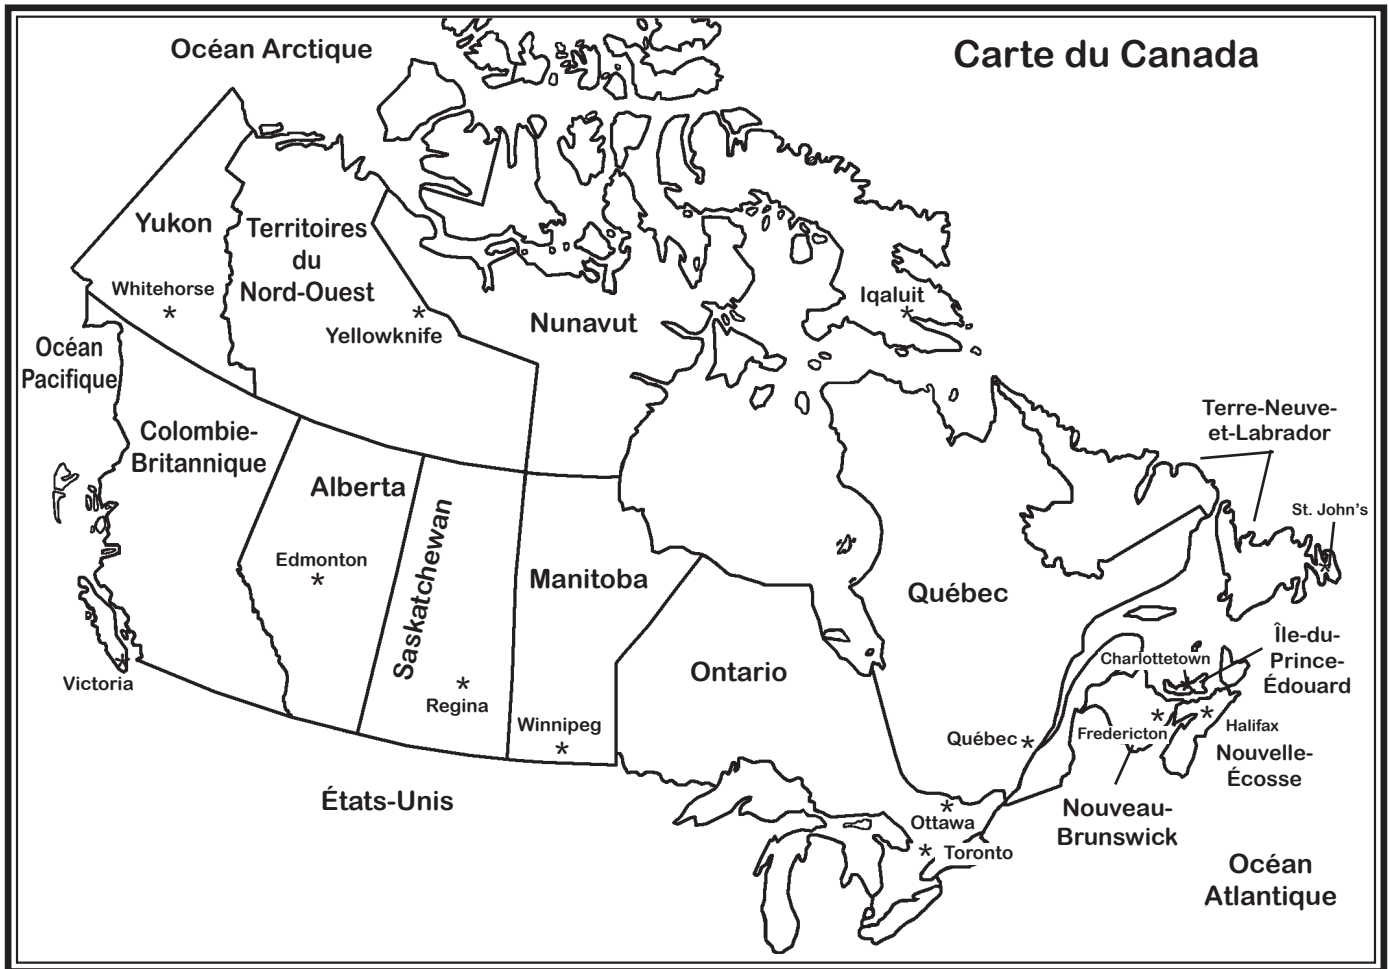 Océan Arctique
Carte du Canada
Yukon
Territoires
du
Nord-Ouest
Whitehorse
Yellowknife
Nunavut
Iqaluit
Océan
Pacifique
Colombie-
Britannique
Alberta
Edmonton
Saskatchewan
Regina
Manitoba
Winnipeg
Victoria
Ontario
Québec
Québec
Terre-Neuve-
et-Labrador
St. John's
Île-du-
Prince-
Édouard
Charlottetown
Fredericton
Halifax
Nouvelle-
Écosse
Nouveau-
Brunswick
Ottawa
Toronto
États-Unis
Océan
Atlantique